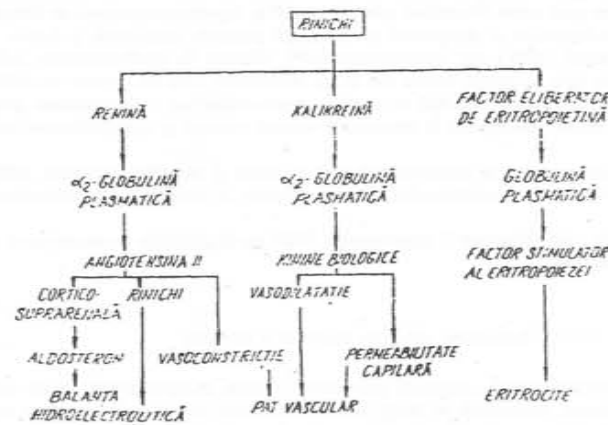 RINICHI
RENINĂ
KALIKREINĂ
FACTOR ELIBERATOR
DE ERITROPOIETINĂ
α₂-GLOBULINĂ
PLASMATICĂ
α₂-GLOBULINĂ
PLASMATICĂ
GLOBULINĂ
PLASMATICĂ
ANGIOTENSINA II
KININE BIOLOGICE
FACTOR STIMULATOR
AL ERITROPOIEZEI
CORTICO-
SUPRARENALĂ
RINICHI
VASODILATAȚIE
ALDOSTERON
VASOCONSTRICȚIE
PERMEABILITATE
CAPILARĂ
BALANȚA
HIDROELECTROLITICĂ
PAT VASCULAR
ERITROCITE